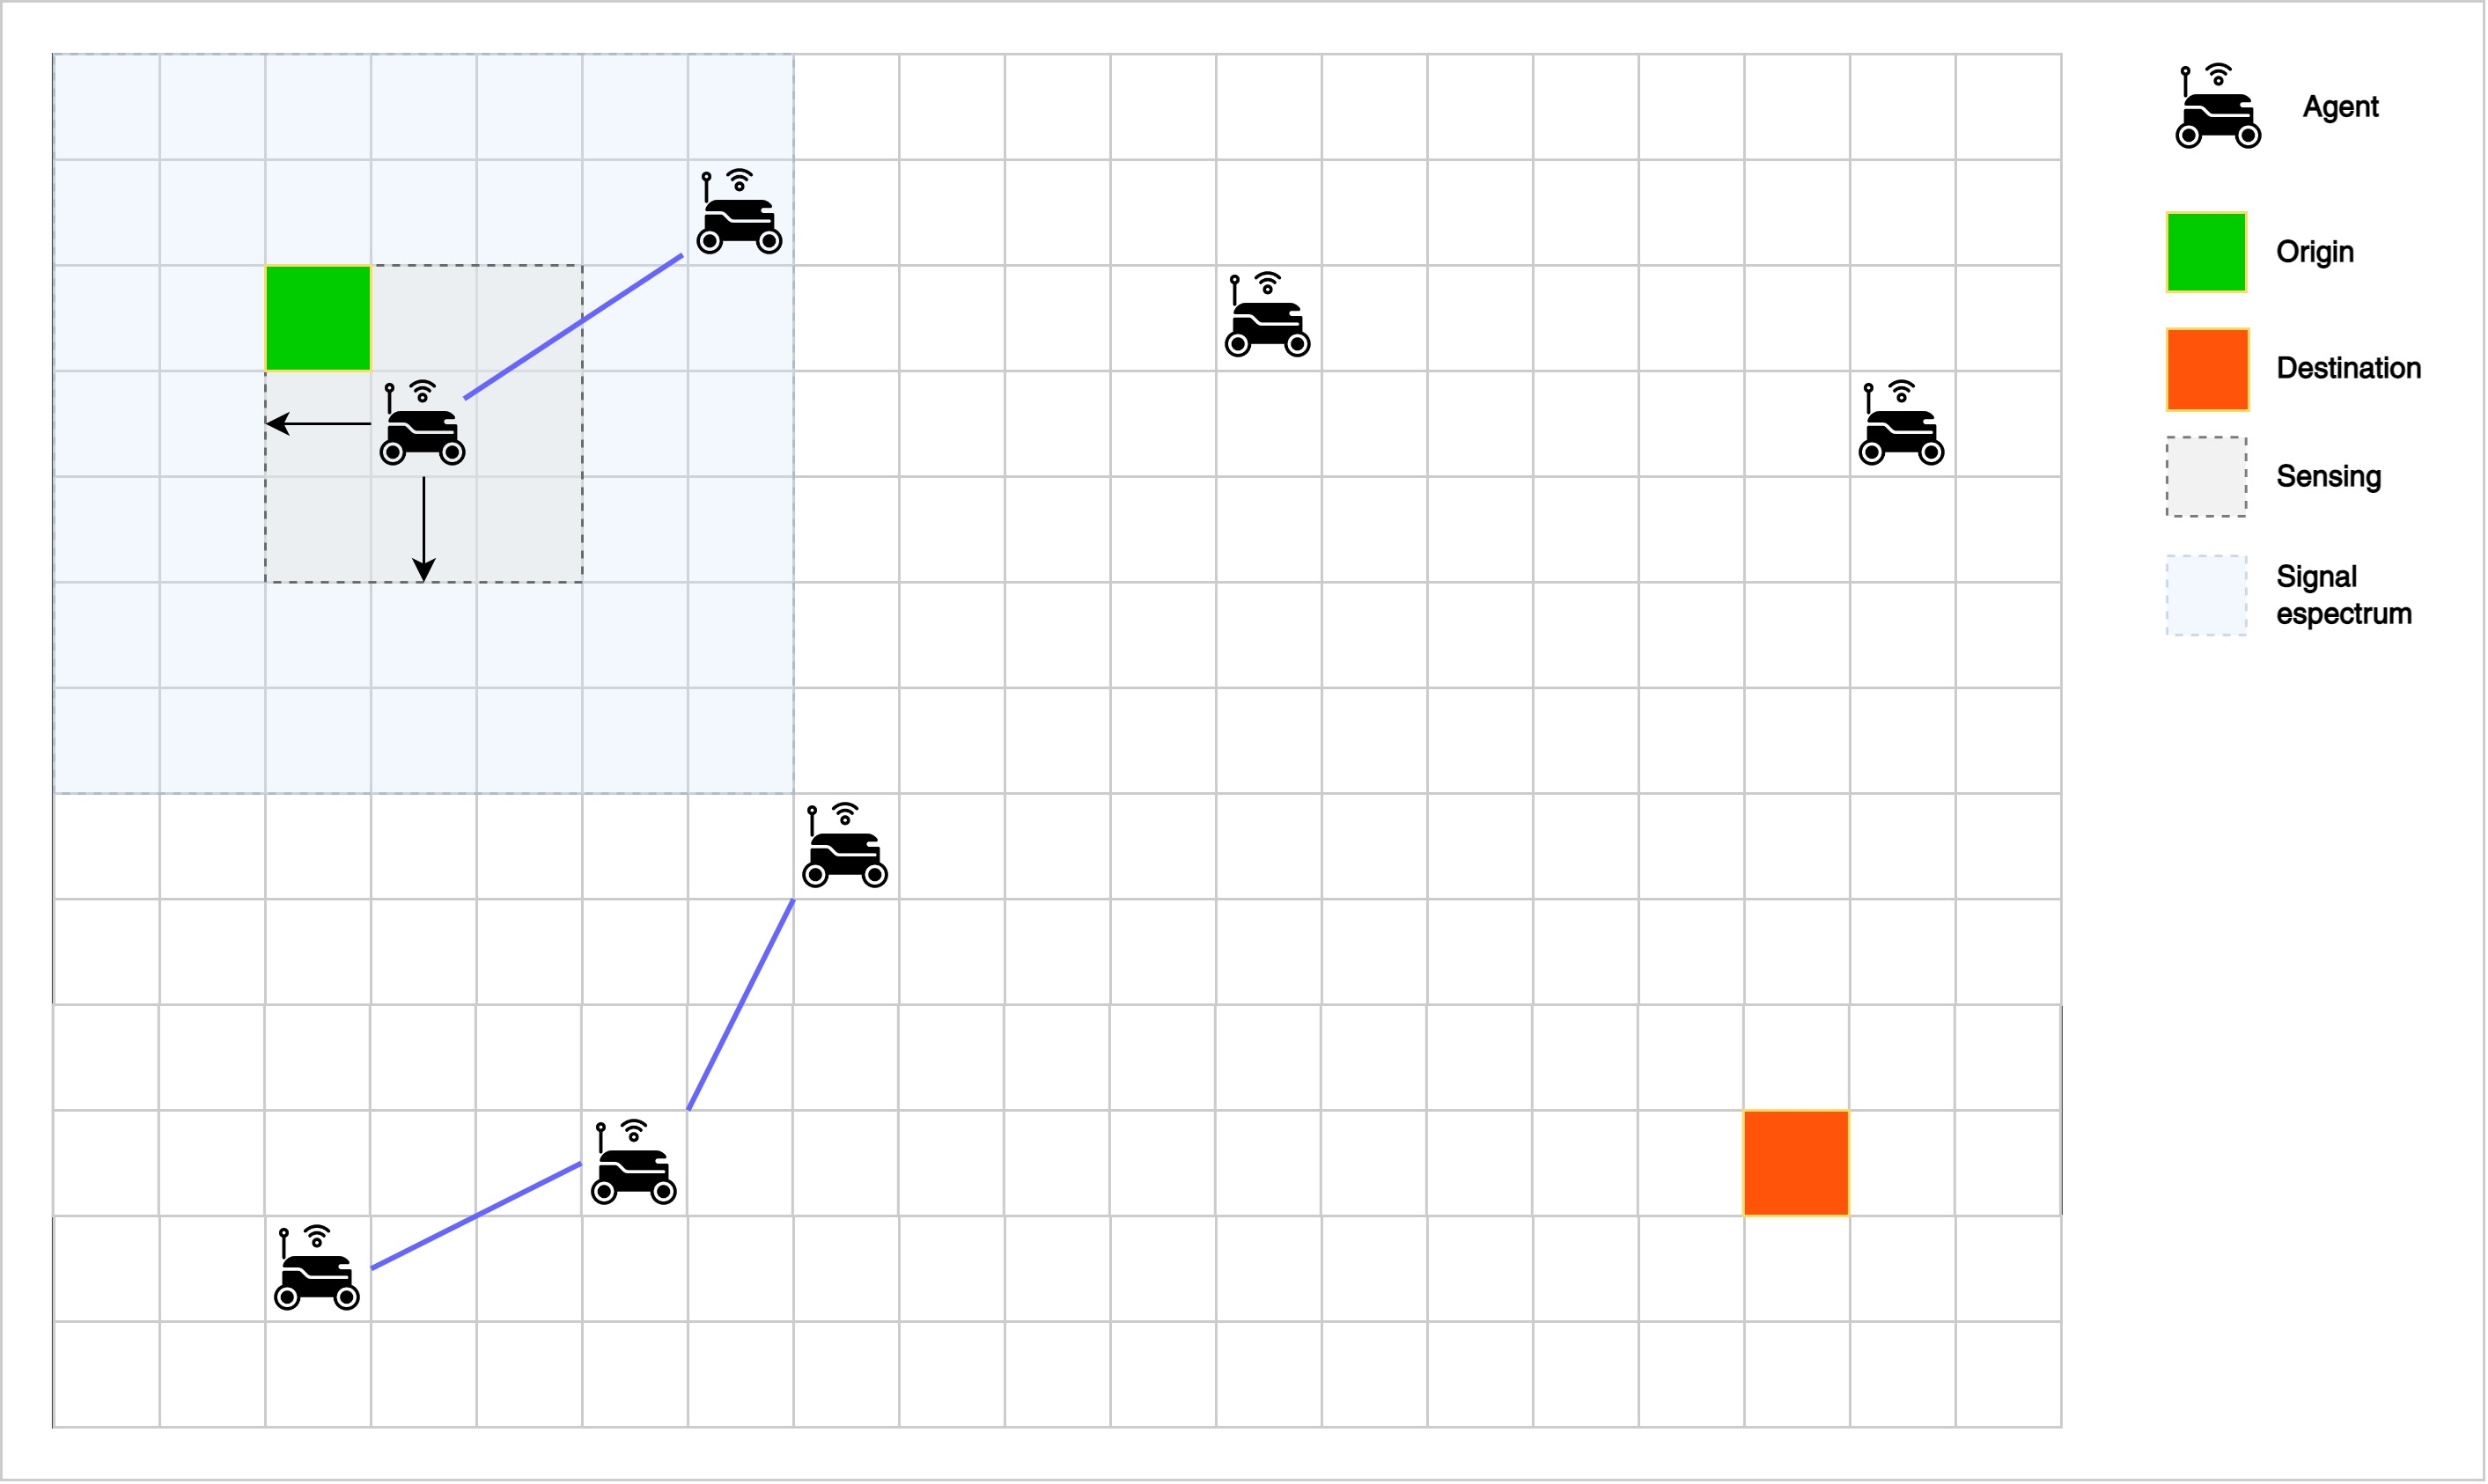 Agent
Origin
Destination
Sensing
Signal
espectrum